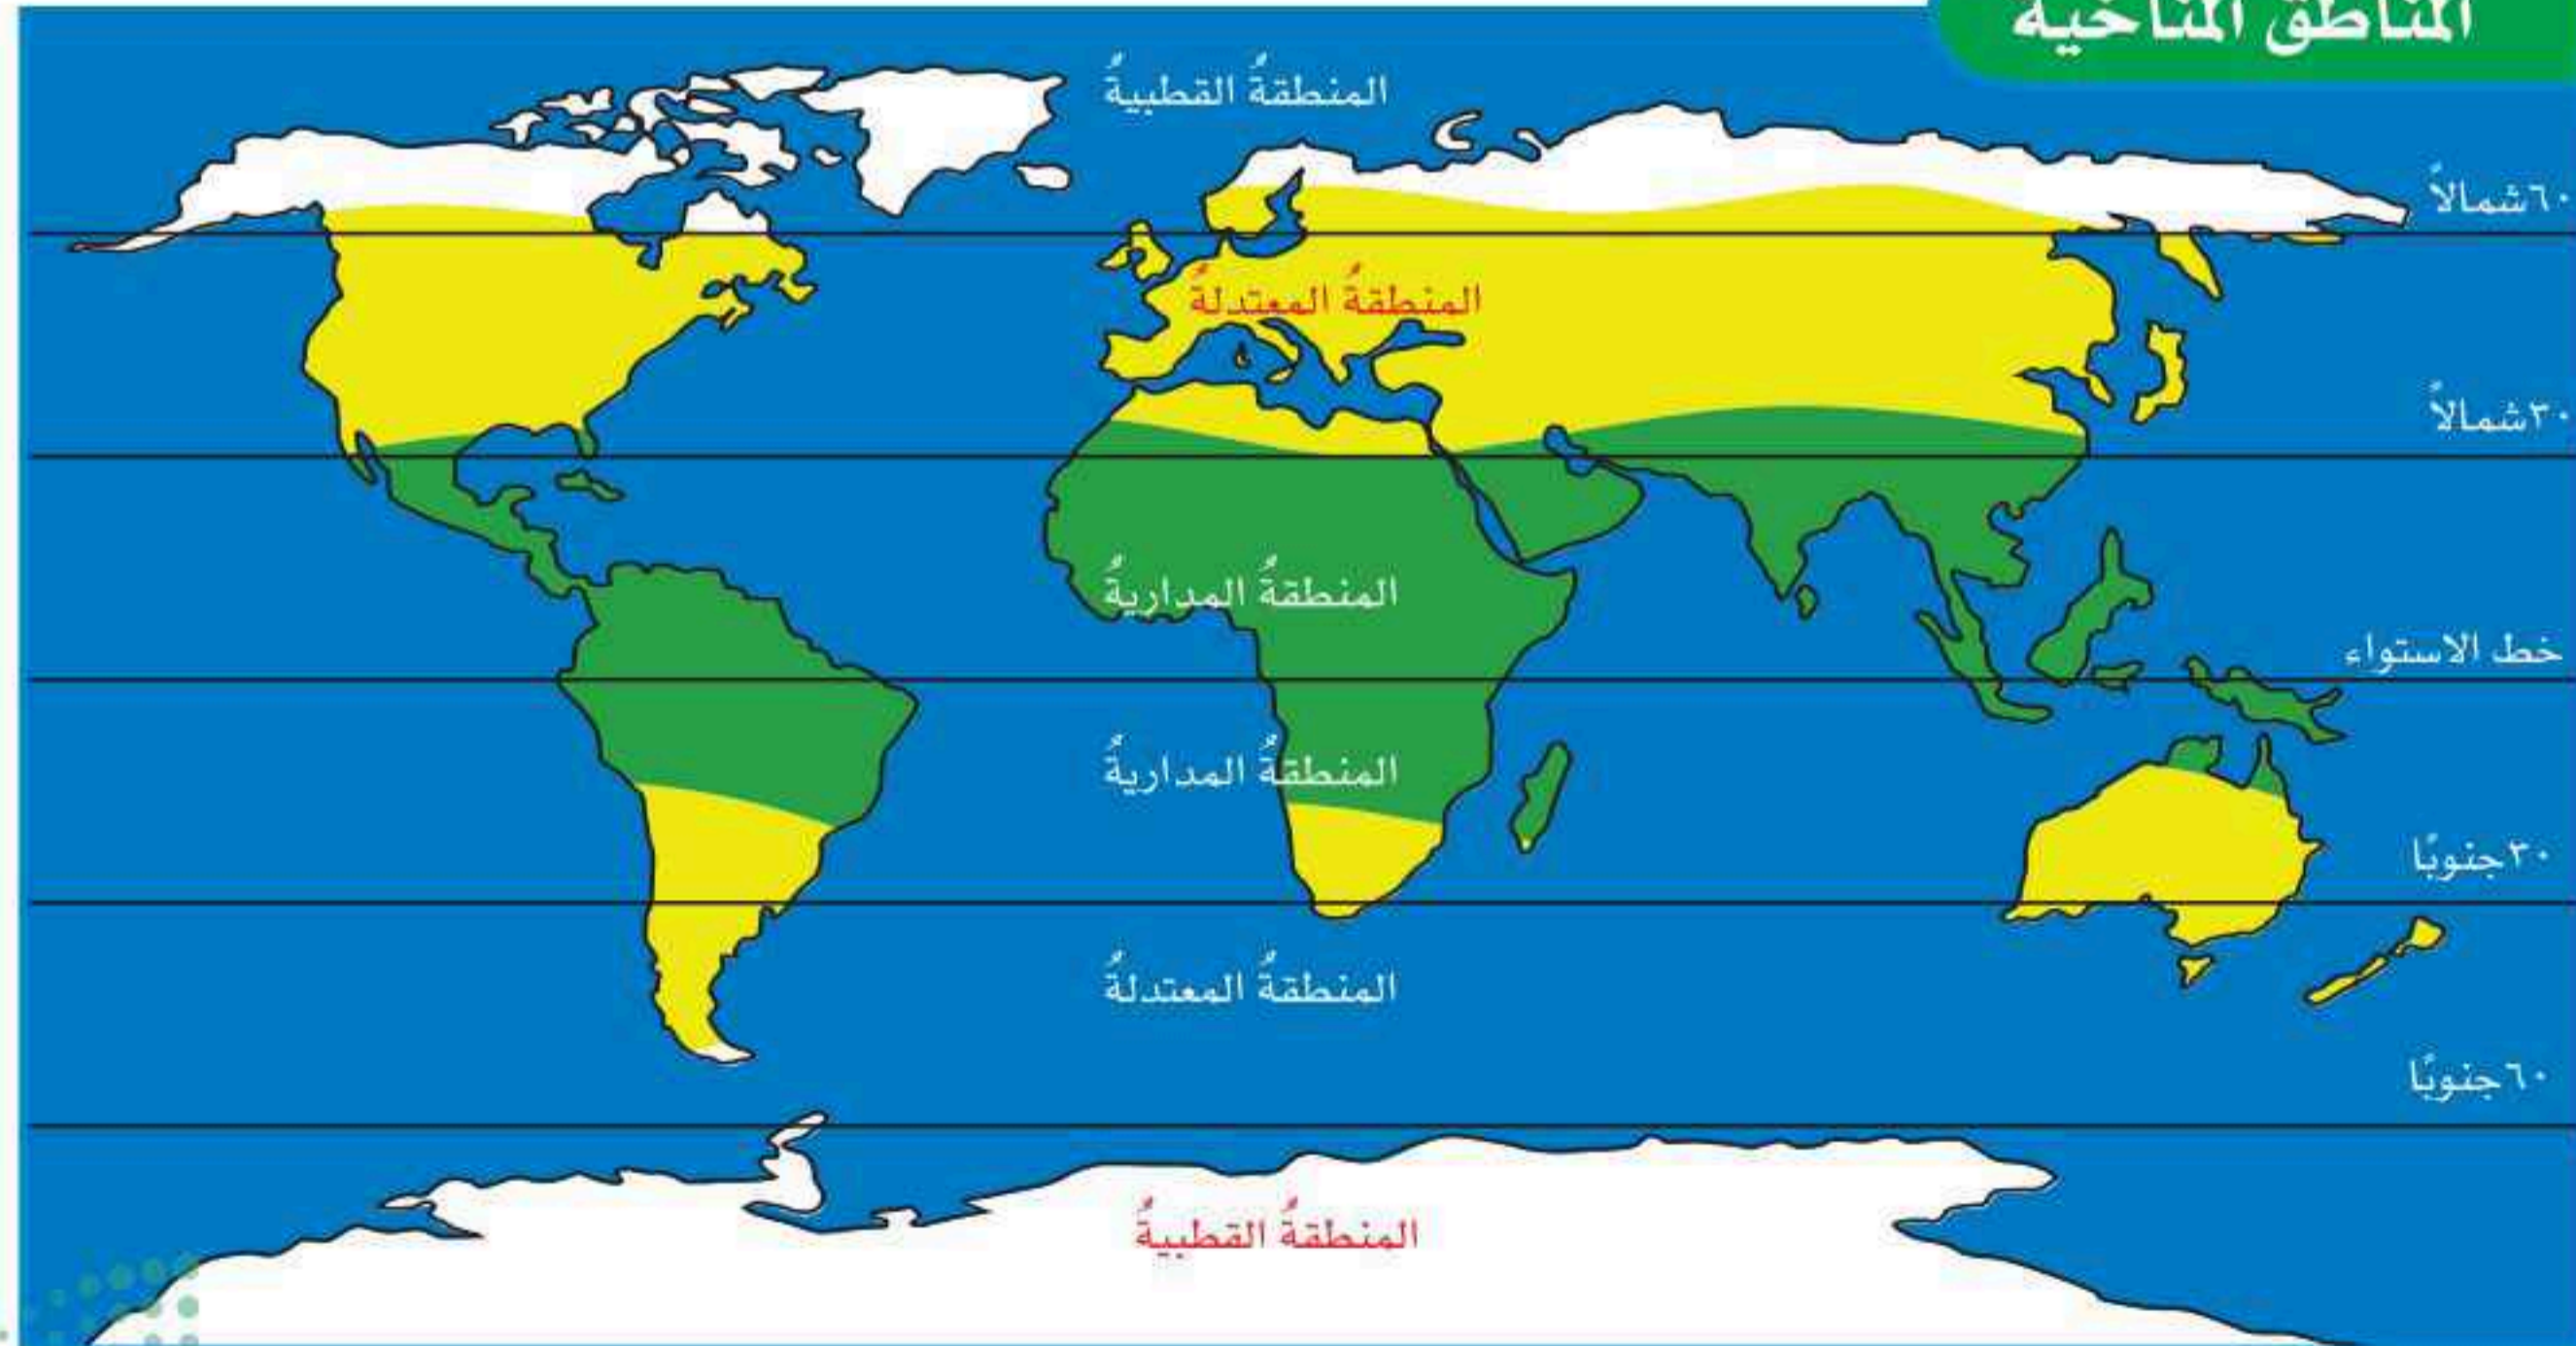 المناطق المناخية
المنطقةُ القطبيةُ
٦٠شمالاً
المنطقةُ المعتدلةُ
٣٠شمالاً
المنطقةُ المداريةُ
خط الاستواء
المنطقةُ المداريةُ
٣٠جنوبًا
المنطقةُ المعتدلةُ
٦٠جنوبًا
المنطقةُ القطبيةُ